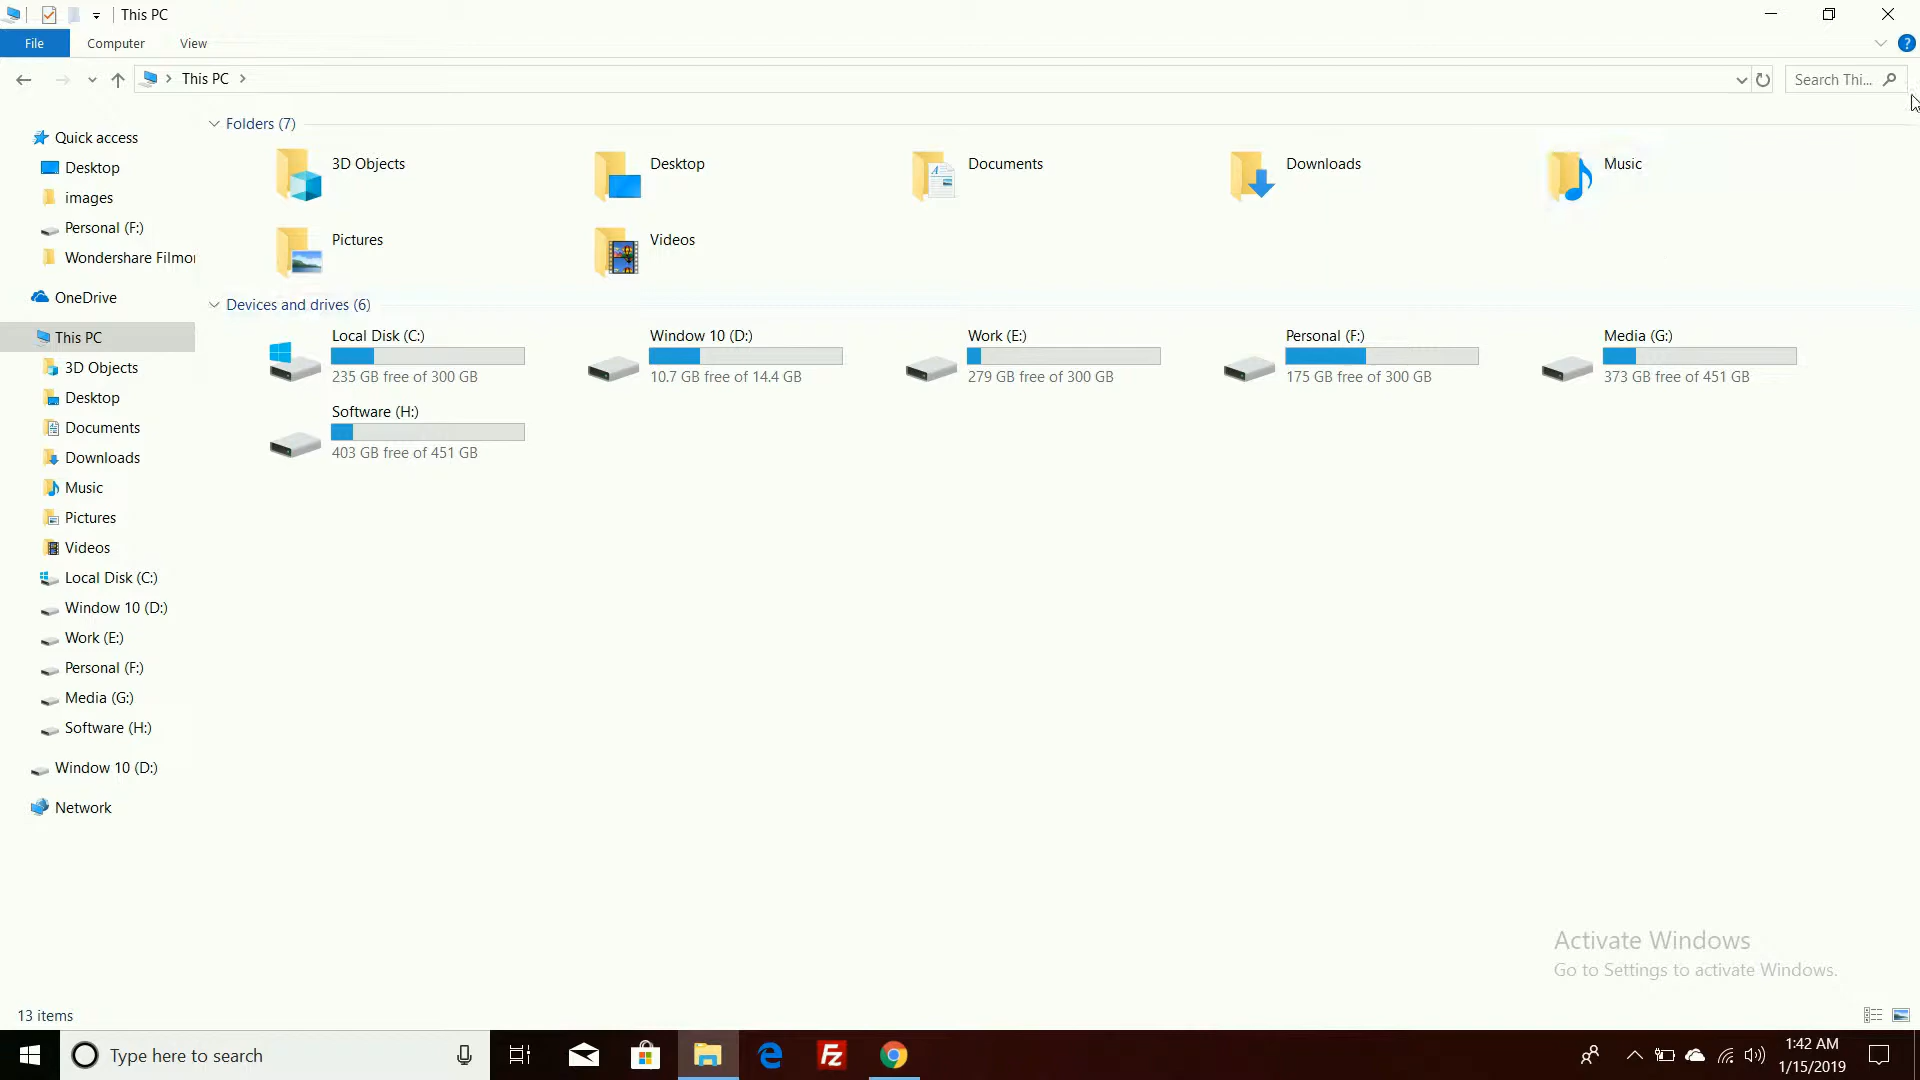 This PC
File
Computer
View
This PC
Search Thi...
Quick access
Desktop
images
Personal (F:)
Wondershare Filmor
OneDrive
This PC
3D Objects
Desktop
Documents
Downloads
Music
Pictures
Videos
Local Disk (C:)
Window 10 (D:)
Work (E:)
Personal (F:)
Media (G:)
Software (H:)
Window 10 (D:)
Network
Folders (7)
3D Objects
Desktop
Documents
Downloads
Music
Pictures
Videos
Devices and drives (6)
Local Disk (C:)
235 GB free of 300 GB
Window 10 (D:)
10.7 GB free of 14.4 GB
Work (E:)
279 GB free of 300 GB
Personal (F:)
175 GB free of 300 GB
Media (G:)
373 GB free of 451 GB
Software (H:)
403 GB free of 451 GB
Activate Windows
Go to Settings to activate Windows.
13 items
Type here to search
1:42 AM
1/15/2019